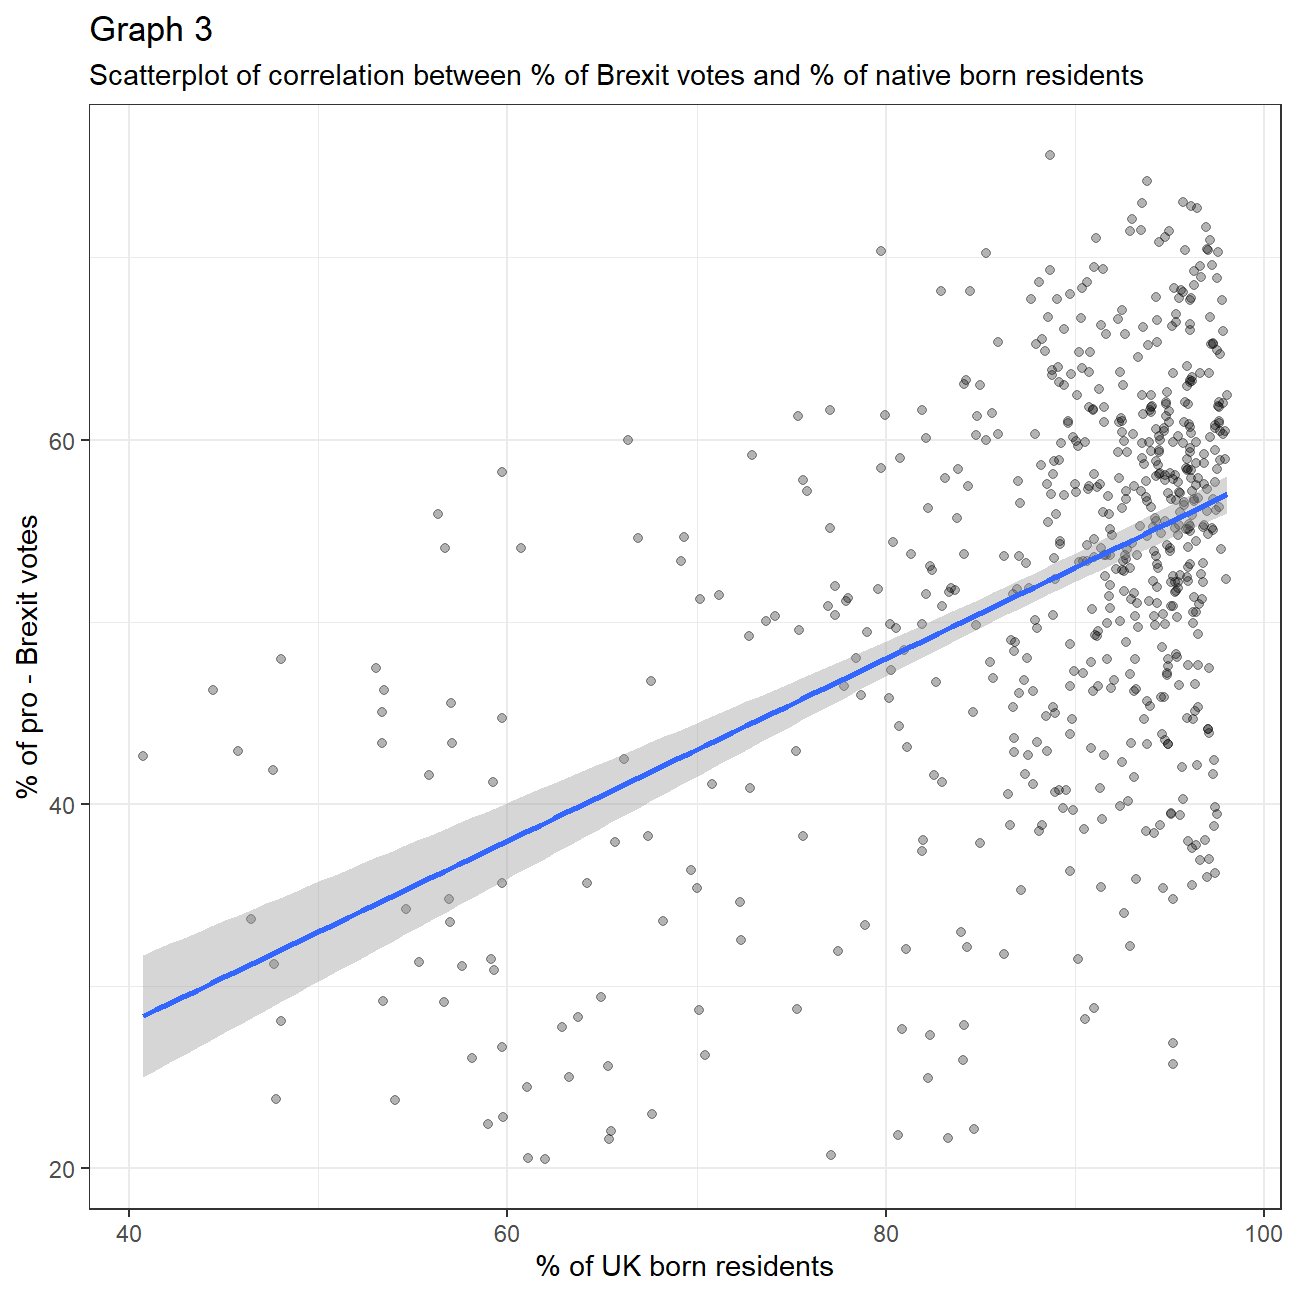 Graph 3
Scatterplot of correlation between % of Brexit votes and % of native born residents
% of pro - Brexit votes
60
40
20
40 60 80 100
% of UK born residents